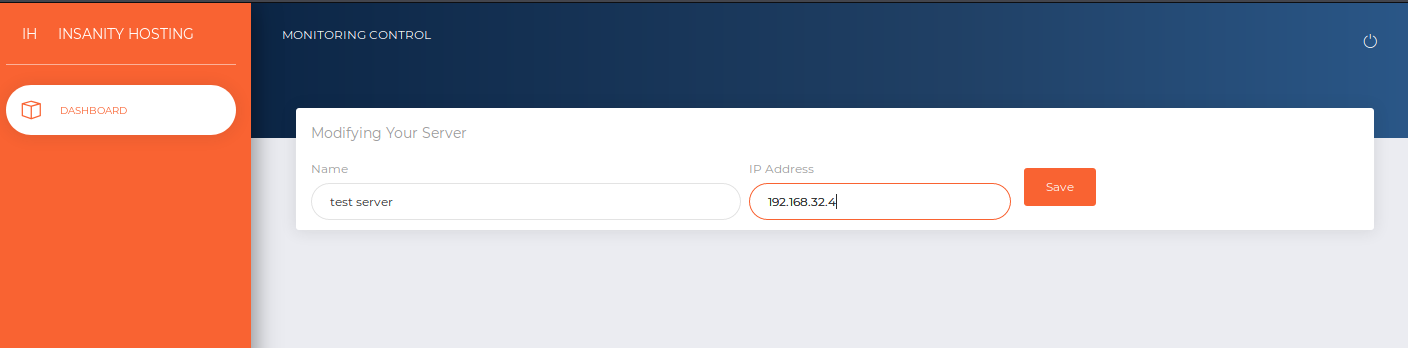 IH INSANITY HOSTING
MONITORING CONTROL
DASHBOARD
Modifying Your Server
Name
IP Address
test server
192.168.32.4
Save